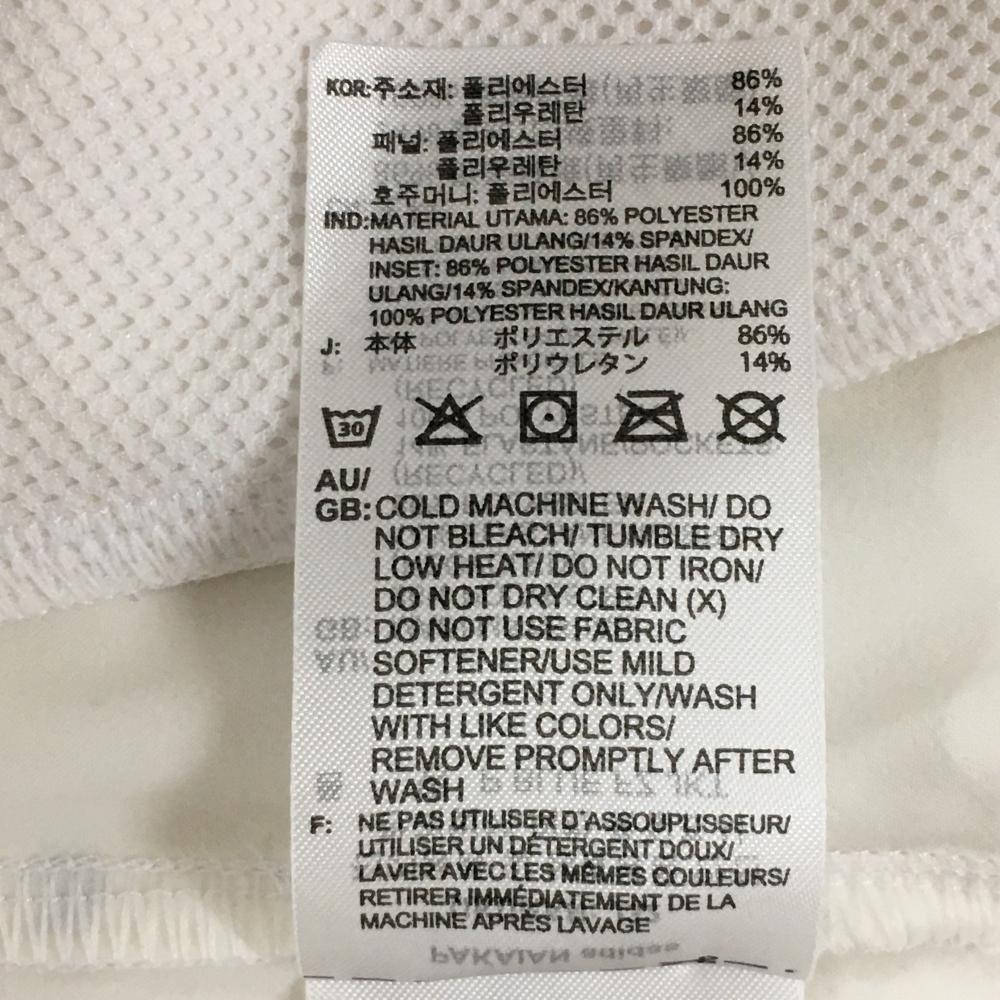 KOR:주소재: 폴리에스터 86%
폴리우레탄 14%
패널: 폴리에스터 86%
폴리우레탄 14%
호주머니: 폴리에스터 100%
IND:MATERIAL UTAMA: 86% POLYESTER
HASIL DAUR ULANG/14% SPANDEX/
INSET: 86% POLYESTER HASIL DAUR
ULANG/14% SPANDEX/KANTUNG:
100% POLYESTER HASIL DAUR ULANG
J: 本体 ポリエステル 86%
ポリウレタン 14%
30
AU/
GB: COLD MACHINE WASH/ DO
NOT BLEACH/ TUMBLE DRY
LOW HEAT/ DO NOT IRON/
DO NOT DRY CLEAN (X)
DO NOT USE FABRIC
SOFTENER/USE MILD
DETERGENT ONLY/WASH
WITH LIKE COLORS/
REMOVE PROMPTLY AFTER
WASH
F: NE PAS UTILISER D'ASSOUPLISSEUR/
UTILISER UN DÉTERGENT DOUX/
LAVER AVEC LES MÊMES COULEURS/
RETIRER IMMÉDIATEMENT DE LA
MACHINE APRÈS LAVAGE